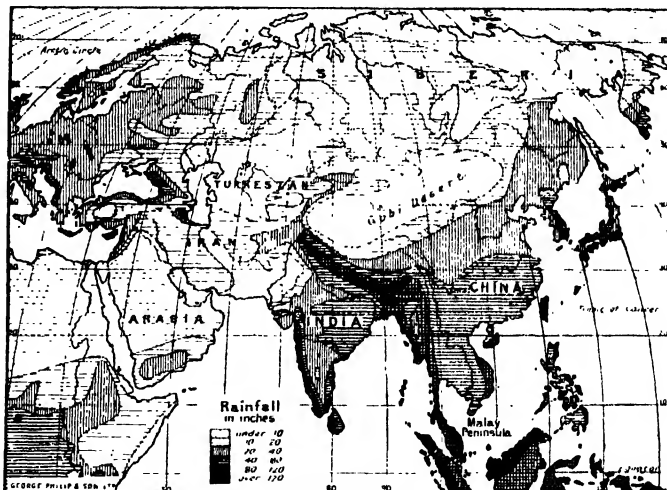 Arctic Circle
S I B E R I A
TURKESTAN
Gobi Desert
IRAN
CHINA
ARABIA
INDIA
Tropic of Cancer
Rainfall
in inches
under 10
10 20
20 40
40 80
80 120
over 120
Malay
Peninsula
GEORGE PHILIP & SON LTD